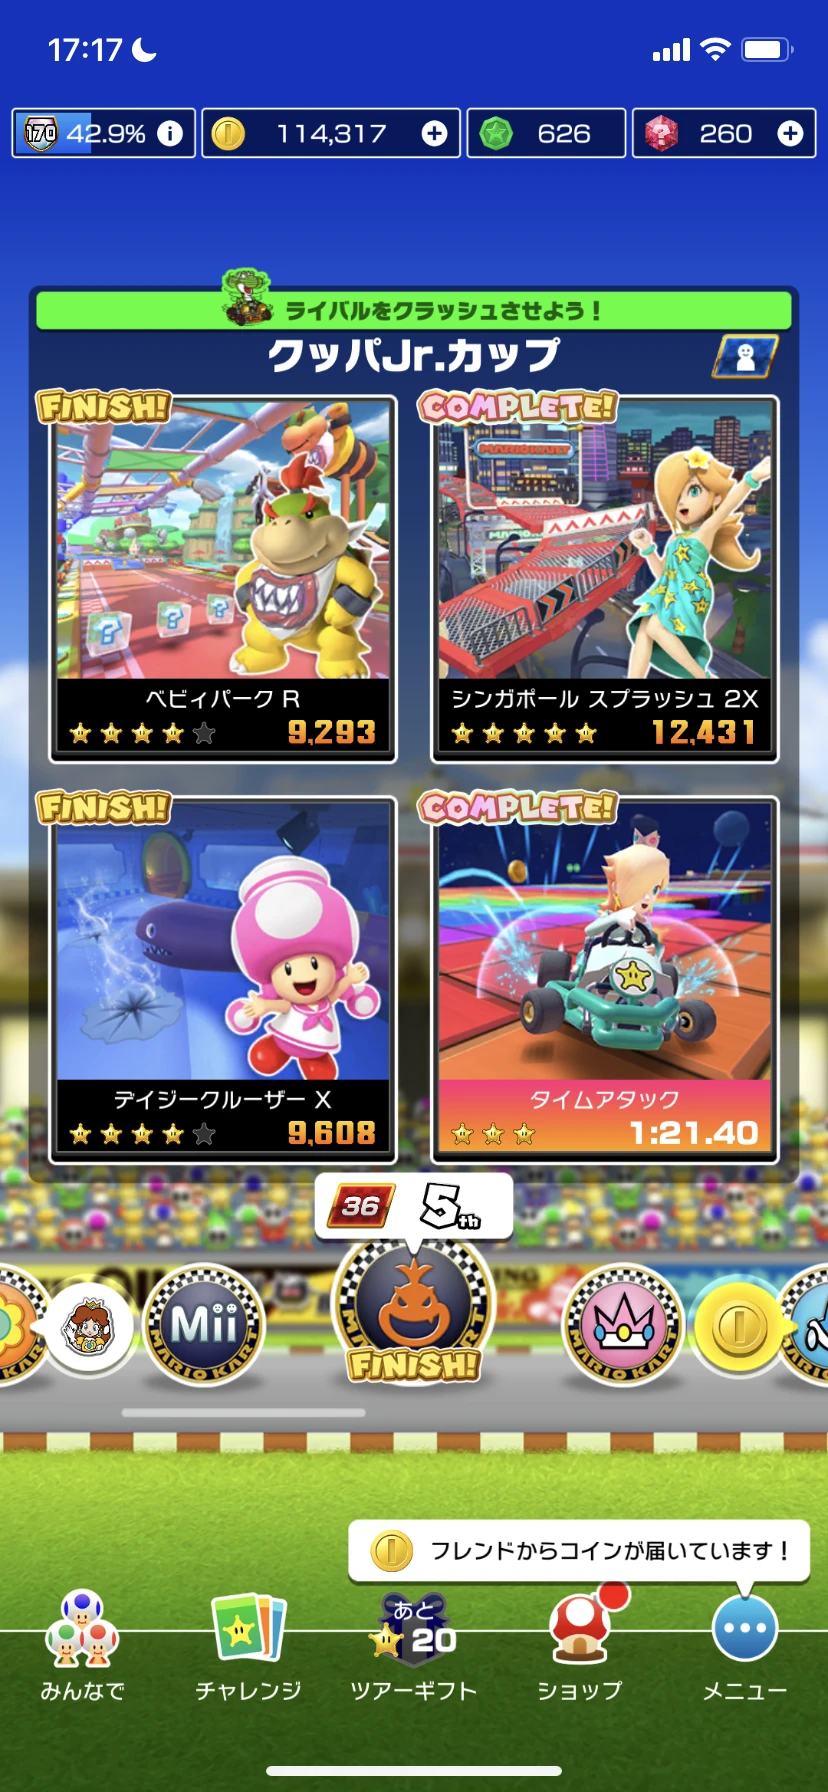 17:17
170 42.9% i 114,317 626 260
ライバルをクラッシュさせよう！
クッパJr.カップ
FINISH!
COMPLETE!
MARIO KART
ベビィパーク R
9,293
シンガポール スプラッシュ 2X
12,431
FINISH!
COMPLETE!
デイジークルーザー X
9,608
タイムアタック
1:21.40
36 5th
Mii
MARIO KART
FINISH!
MARIO KART
フレンドからコインが届いています！
あと
20
みんなで
チャレンジ
ツアーギフト
ショップ
メニュー